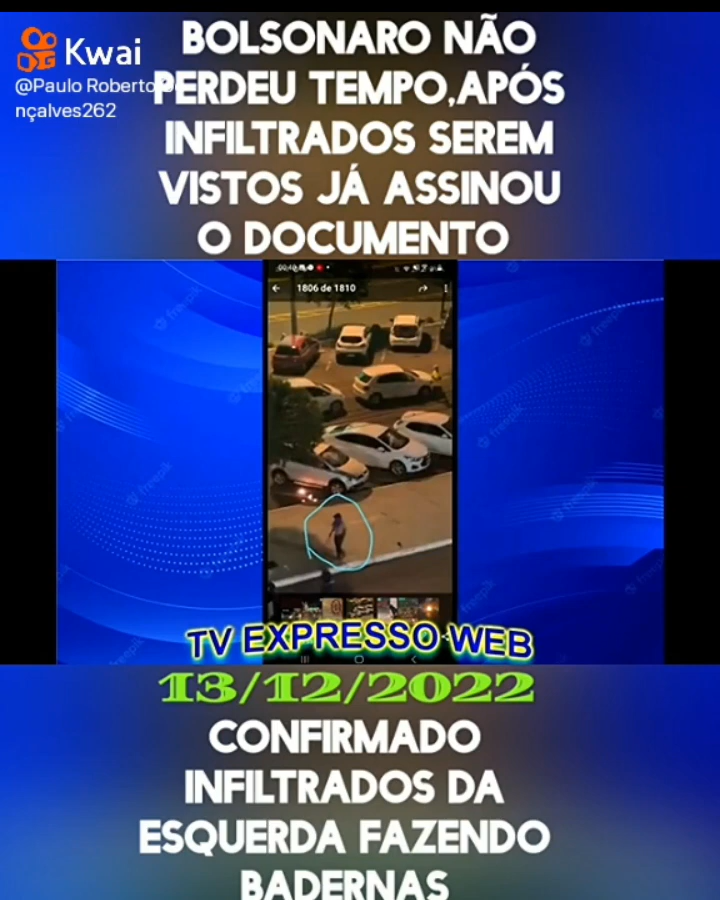 Kwai
@Paulo Roberto
nçalves262
BOLSONARO NÃO
PERDEU TEMPO,APÓS
INFILTRADOS SEREM
VISTOS JÁ ASSINOU
O DOCUMENTO
1806 de 1810
TV EXPRESSO WEB
13/12/2022
CONFIRMADO
INFILTRADOS DA
ESQUERDA FAZENDO
BADERNAS